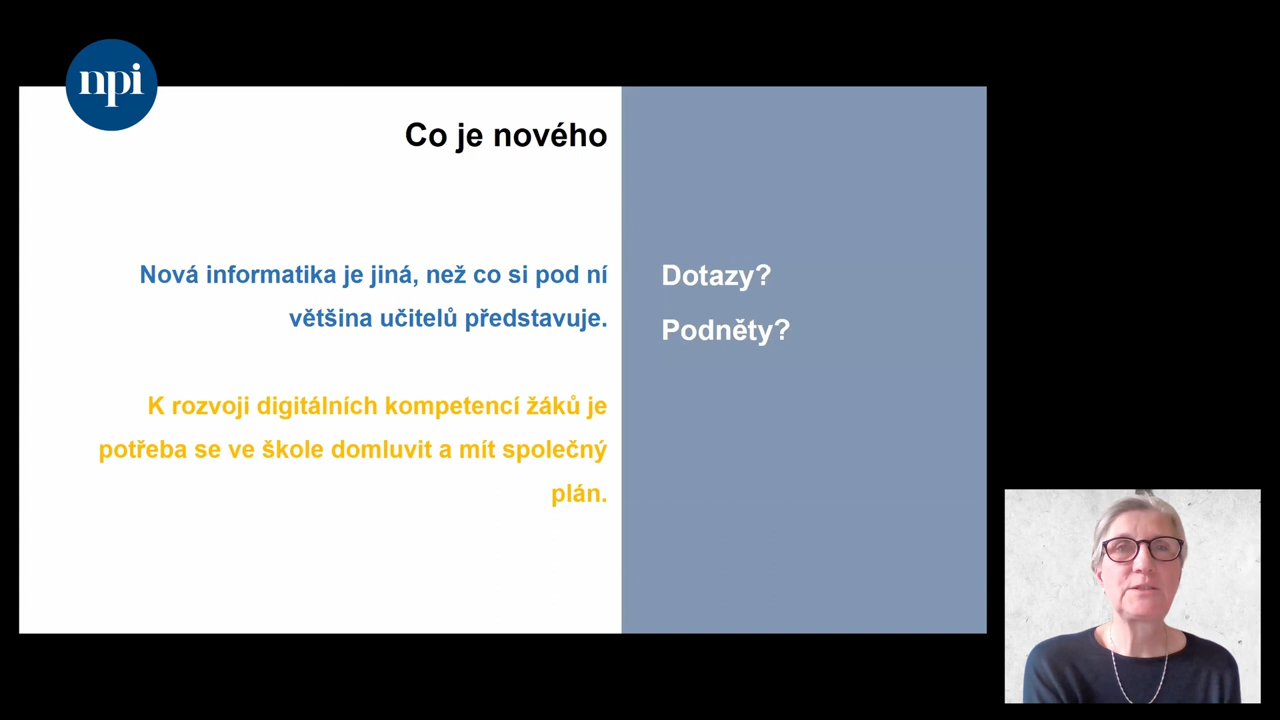 npi
Co je nového
Nová informatika je jiná, než co si pod ní
většina učitelů představuje.
K rozvoji digitálních kompetencí žáků je
potřeba se ve škole domluvit a mít společný
plán.
Dotazy?
Podněty?